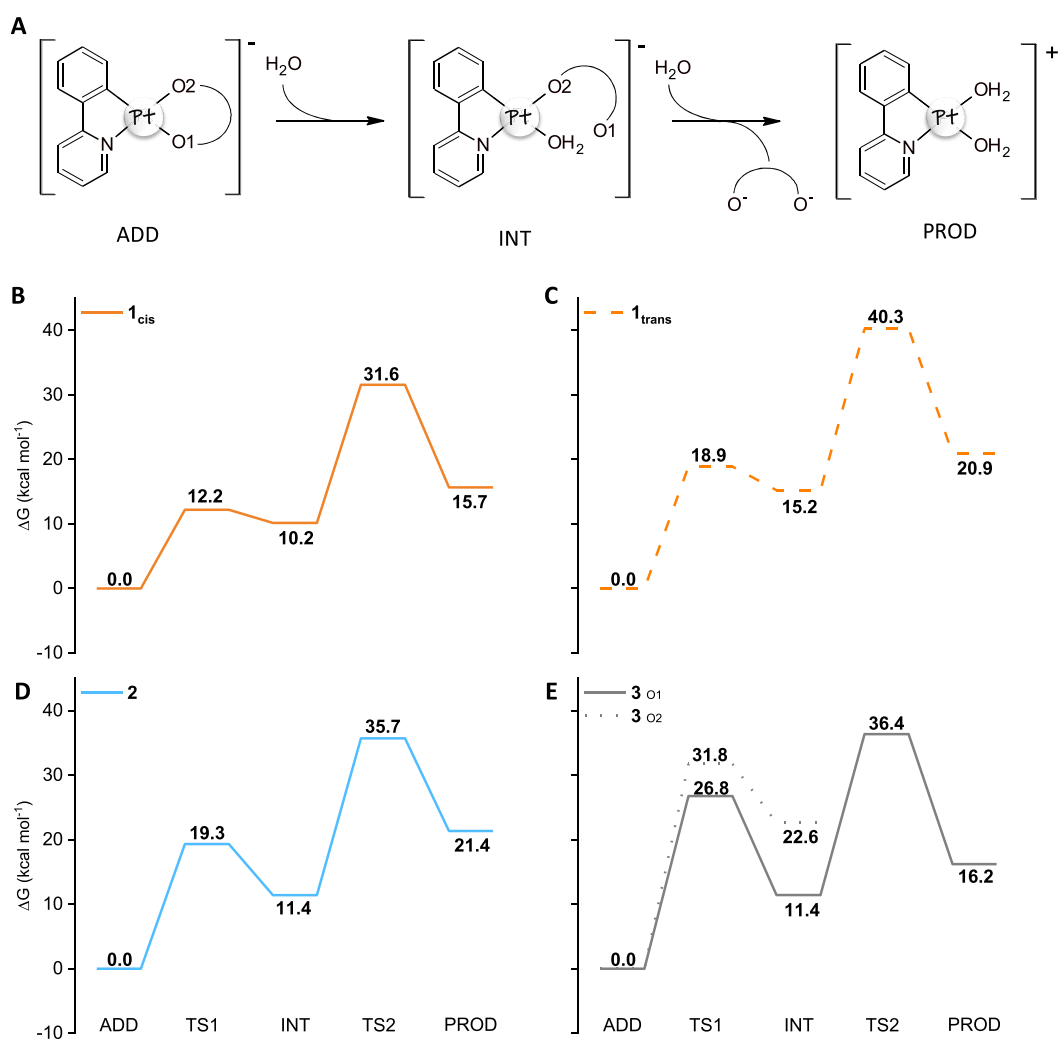 A
- H₂O - H₂O +
O2 Pt O1 N
O2 Pt O1 OH₂ N
OH₂ Pt OH₂ N
O⁻ O⁻
ADD INT PROD
B
1cis
ΔG (kcal mol⁻¹)
40
30
20
10
0
-10
0.0
12.2
10.2
31.6
15.7
C
1trans
0.0
18.9
15.2
40.3
20.9
D
2
ΔG (kcal mol⁻¹)
40
30
20
10
0
-10
0.0
19.3
11.4
35.7
21.4
ADD TS1 INT TS2 PROD
E
3 O1
3 O2
0.0
31.8
26.8
22.6
11.4
36.4
16.2
ADD TS1 INT TS2 PROD